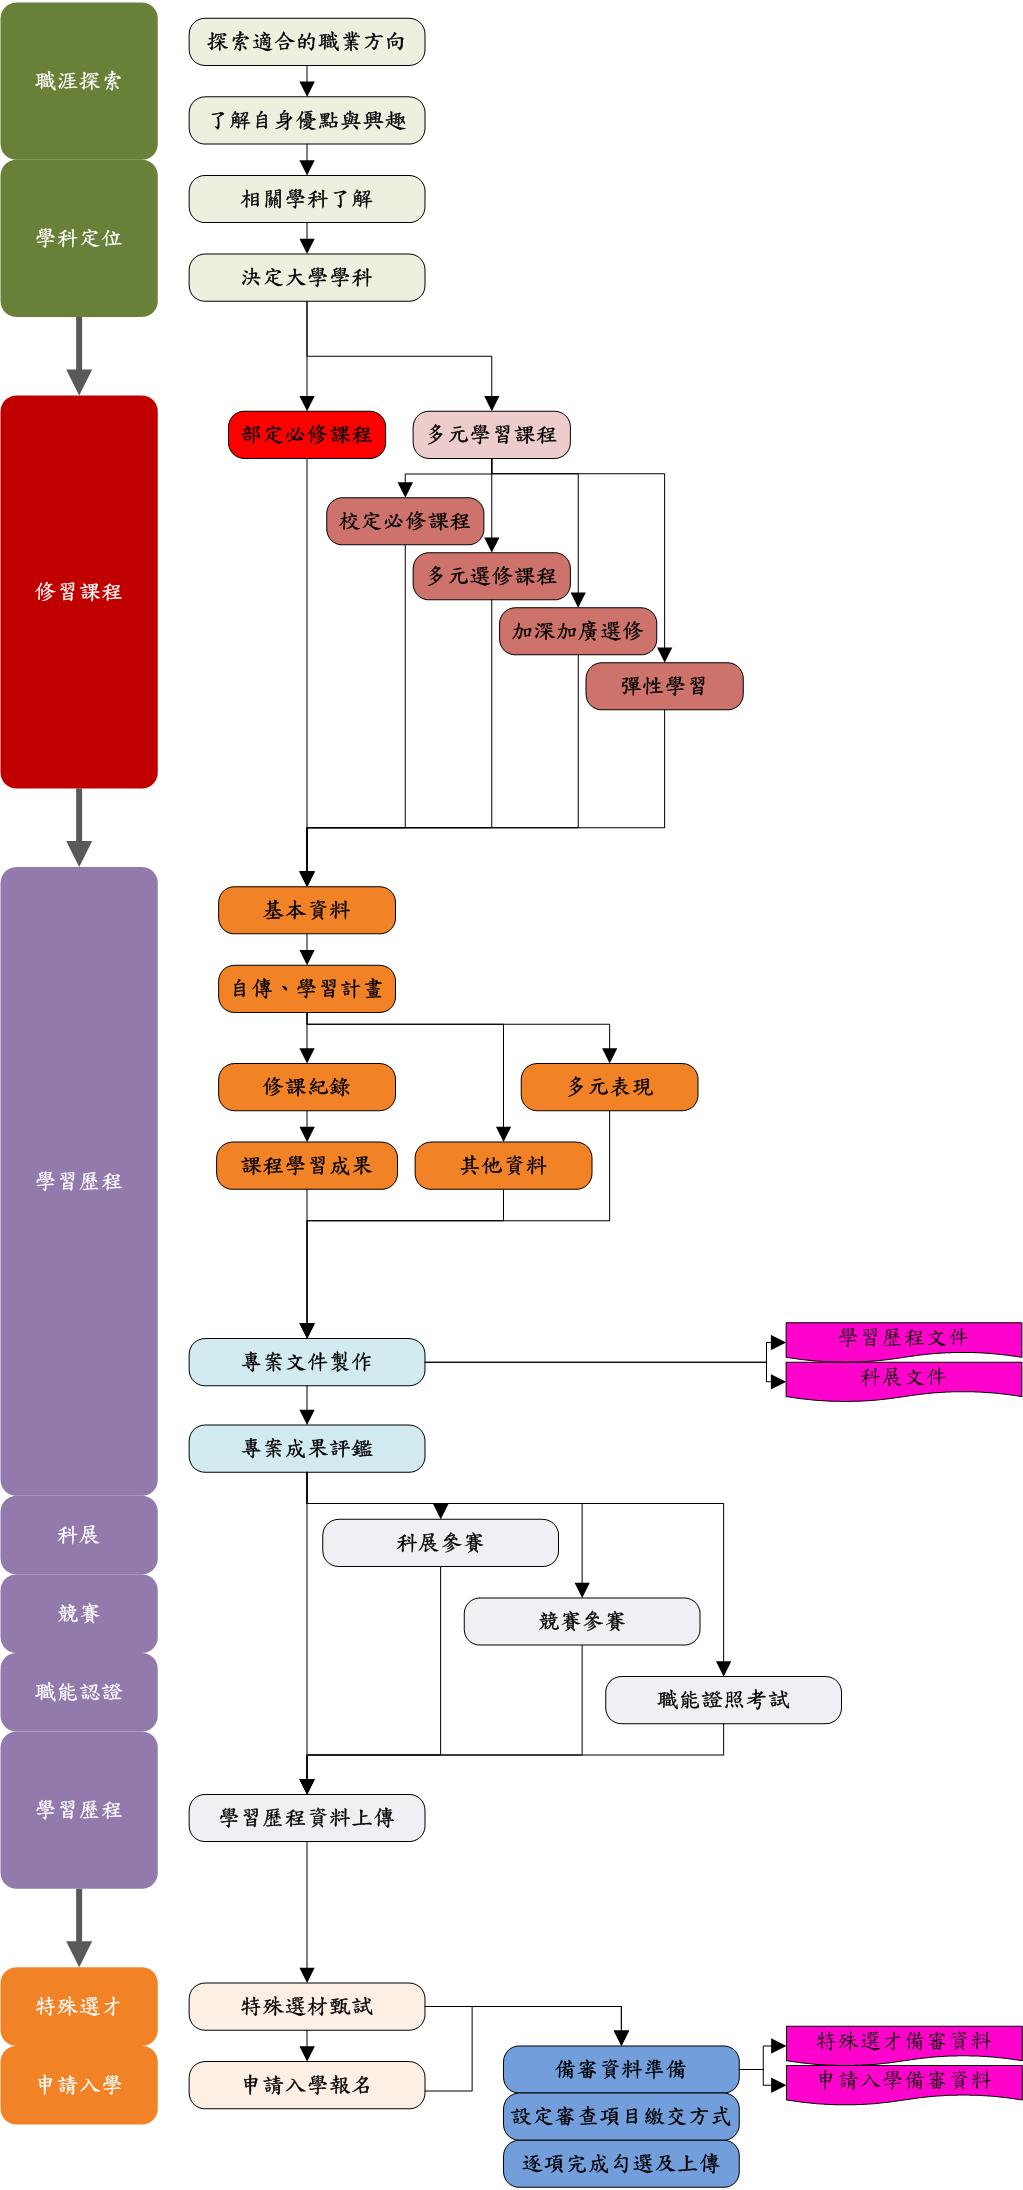 職涯探索
探索適合的職業方向
了解自身優點與興趣
學科定位
相關學科了解
決定大學學科
修習課程
部定必修課程
多元學習課程
校定必修課程
多元選修課程
加深加廣選修
彈性學習
學習歷程
基本資料
自傳、學習計畫
修課紀錄
多元表現
課程學習成果
其他資料
專案文件製作
學習歷程文件
科展文件
專案成果評鑑
科展
科展參賽
競賽
競賽參賽
職能認證
職能證照考試
學習歷程
學習歷程資料上傳
特殊選才
特殊選材甄試
申請入學
申請入學報名
備審資料準備
特殊選才備審資料
申請入學備審資料
設定審查項目繳交方式
逐項完成勾選及上傳